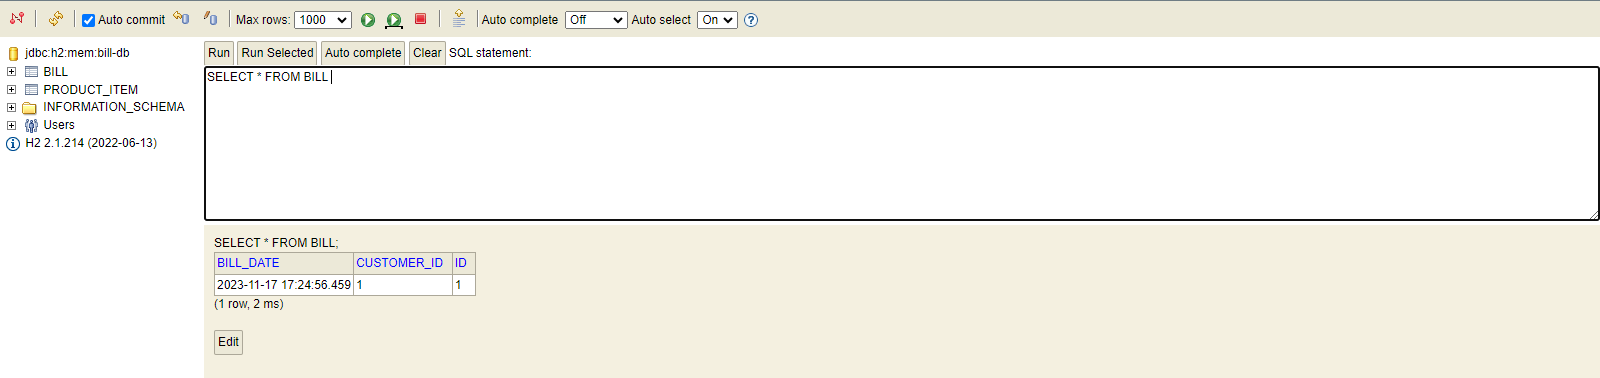 Auto commit Max rows: 1000 Auto complete Off Auto select On ?
jdbc:h2:mem:bill-db
BILL
PRODUCT_ITEM
INFORMATION_SCHEMA
Users
H2 2.1.214 (2022-06-13)
Run Run Selected Auto complete Clear SQL statement:
SELECT * FROM BILL
SELECT * FROM BILL;
BILL_DATE CUSTOMER_ID ID
2023-11-17 17:24:56.459 1 1
(1 row, 2 ms)
Edit